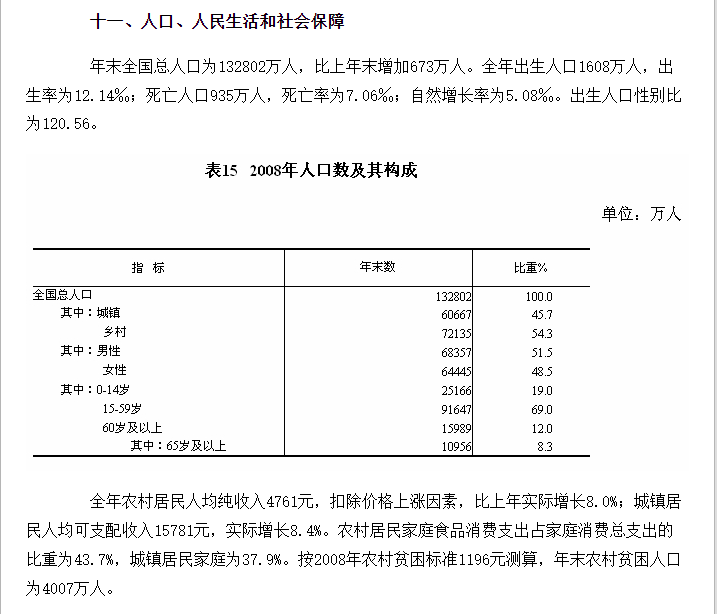 十一、人口、人民生活和社会保障
年末全国总人口为132802万人，比上年末增加673万人。全年出生人口1608万人，出
生率为12.14‰；死亡人口935万人，死亡率为7.06‰；自然增长率为5.08‰。出生人口性别比
为120.56。
表15 2008年人口数及其构成
单位：万人
指 标 年末数 比重%
全国总人口 132802 100.0
其中：城镇 60667 45.7
乡村 72135 54.3
其中：男性 68357 51.5
女性 64445 48.5
其中：0-14岁 25166 19.0
15-59岁 91647 69.0
60岁及以上 15989 12.0
其中：65岁及以上 10956 8.3
全年农村居民人均纯收入4761元，扣除价格上涨因素，比上年实际增长8.0%；城镇居
民人均可支配收入15781元，实际增长8.4%。农村居民家庭食品消费支出占家庭消费总支出的
比重为43.7%，城镇居民家庭为37.9%。按2008年农村贫困标准1196元测算，年末农村贫困人口
为4007万人。